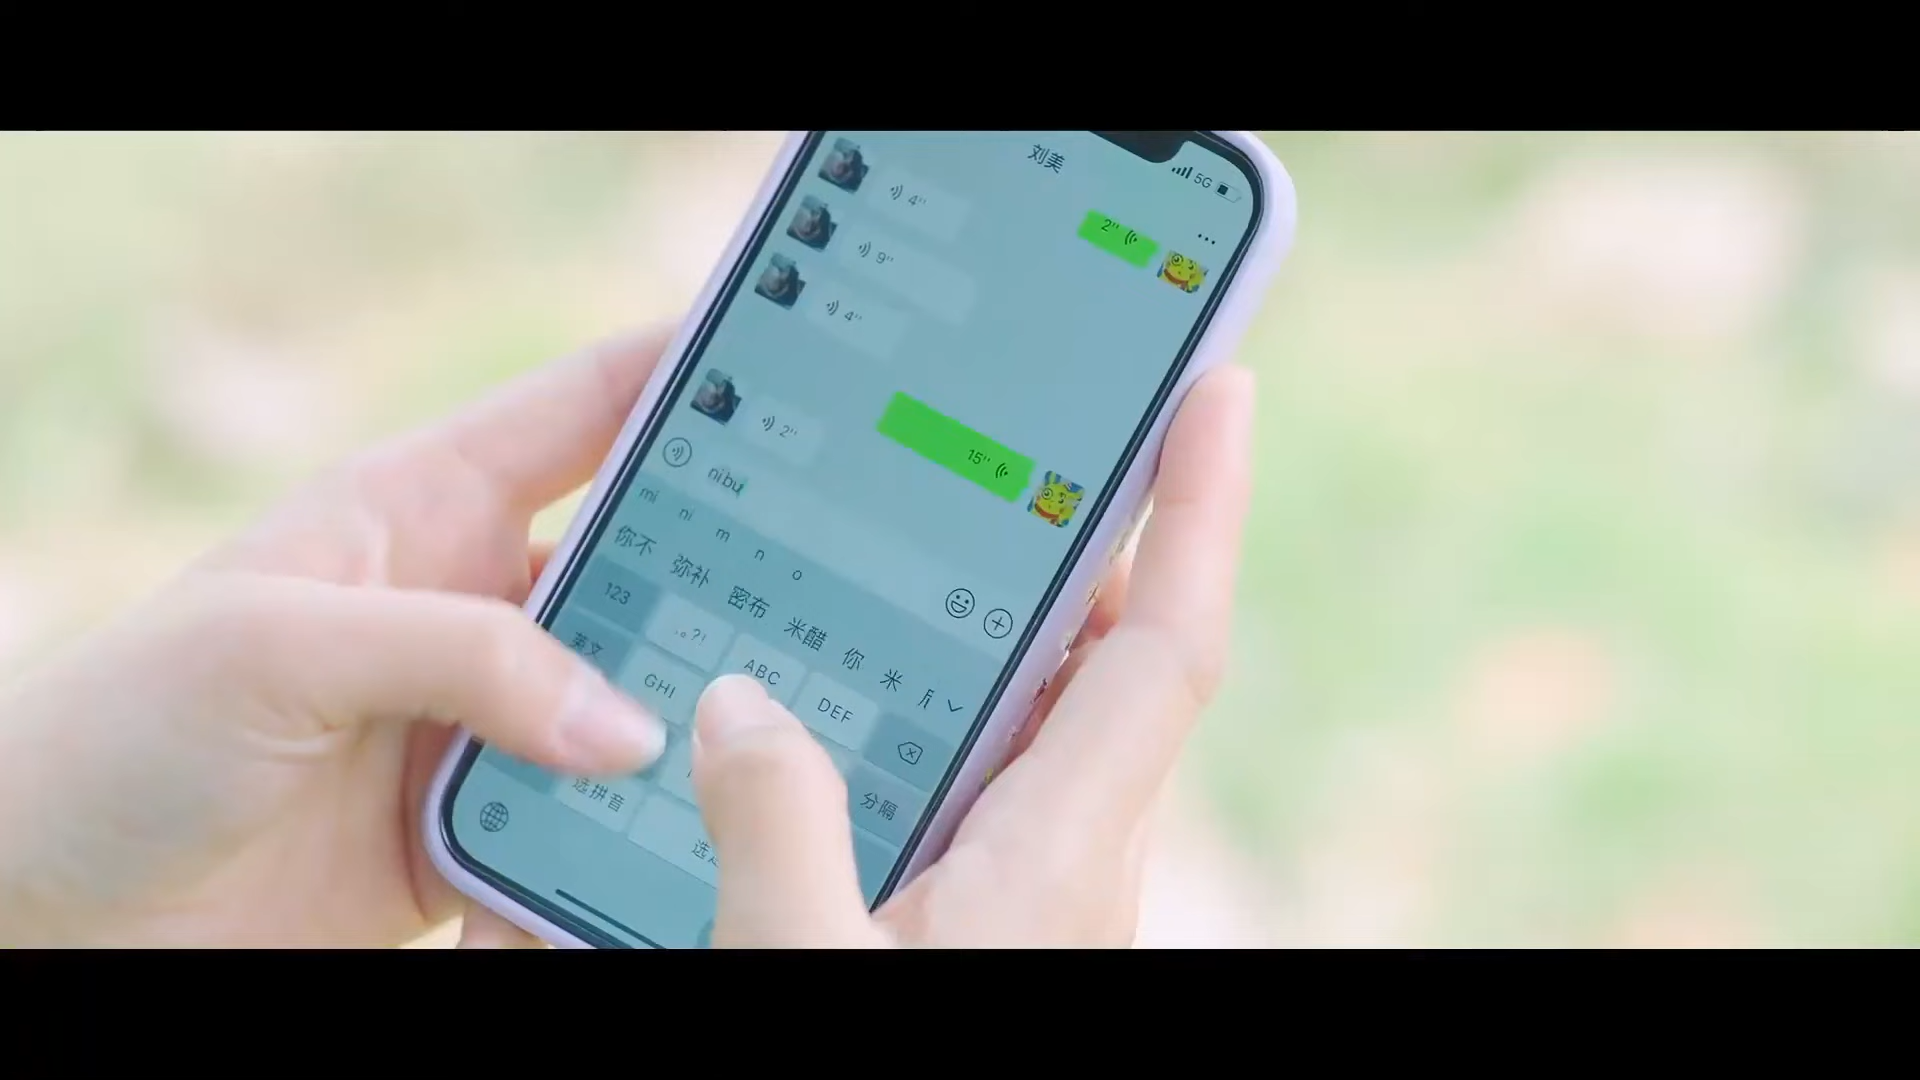 刘美
5G
4''
2''
9''
4''
15''
2''
ni bu
mi ni m n o
你不 弥补 密布 米醋 你 米
123
.。?!
ABC
DEF
英文
GHI
分隔
选拼音